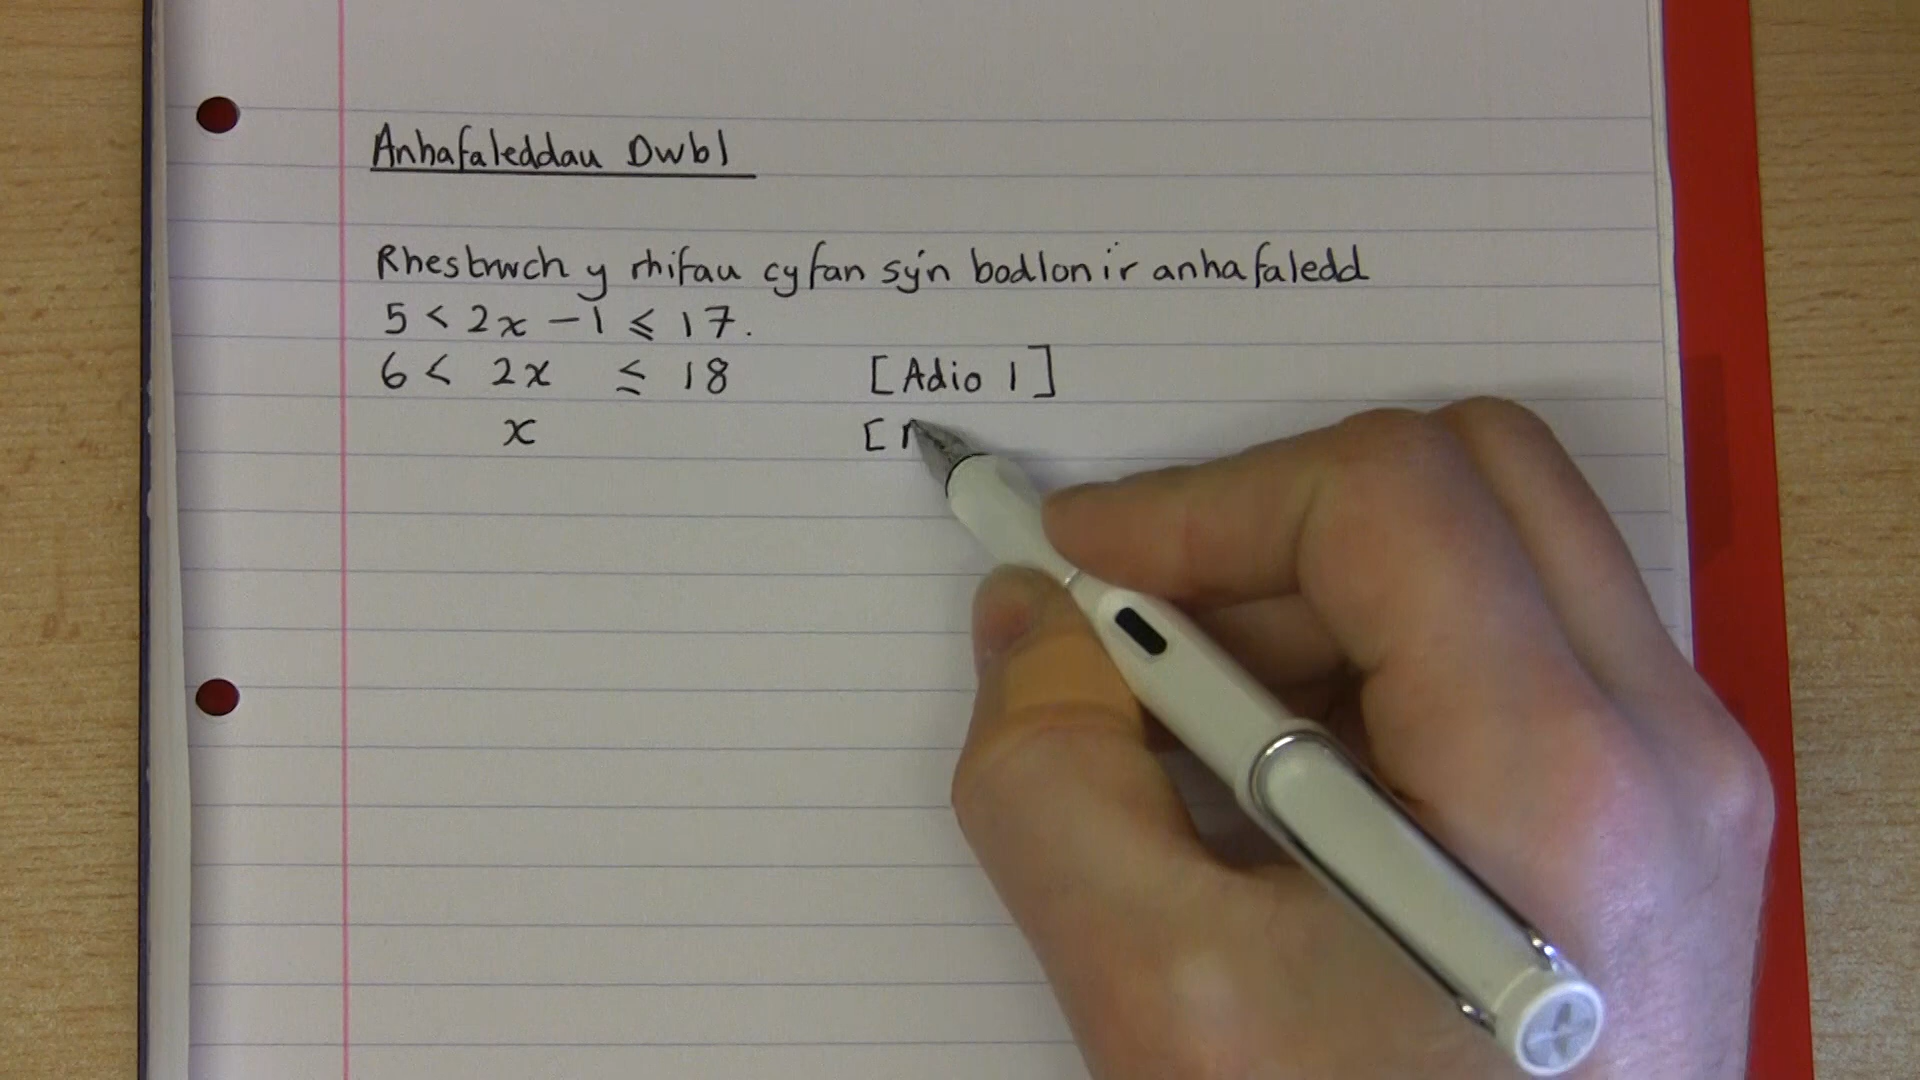 Anhafaleddau Dwbl
Rhestrwch y rhifau cyfan sy'n bodloni'r anhafaledd
5 < 2x - 1 ⩽ 17.
6 < 2x ≤ 18 [Adio 1]
x [